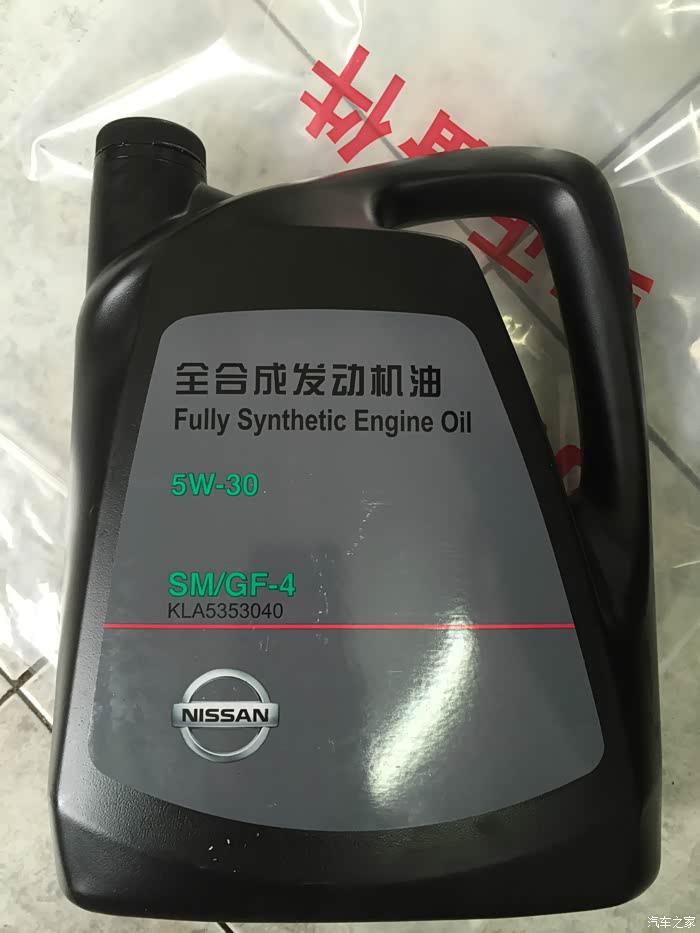 全合成发动机油
Fully Synthetic Engine Oil
5W-30
SM/GF-4
KLA5353040
NISSAN
汽车之家